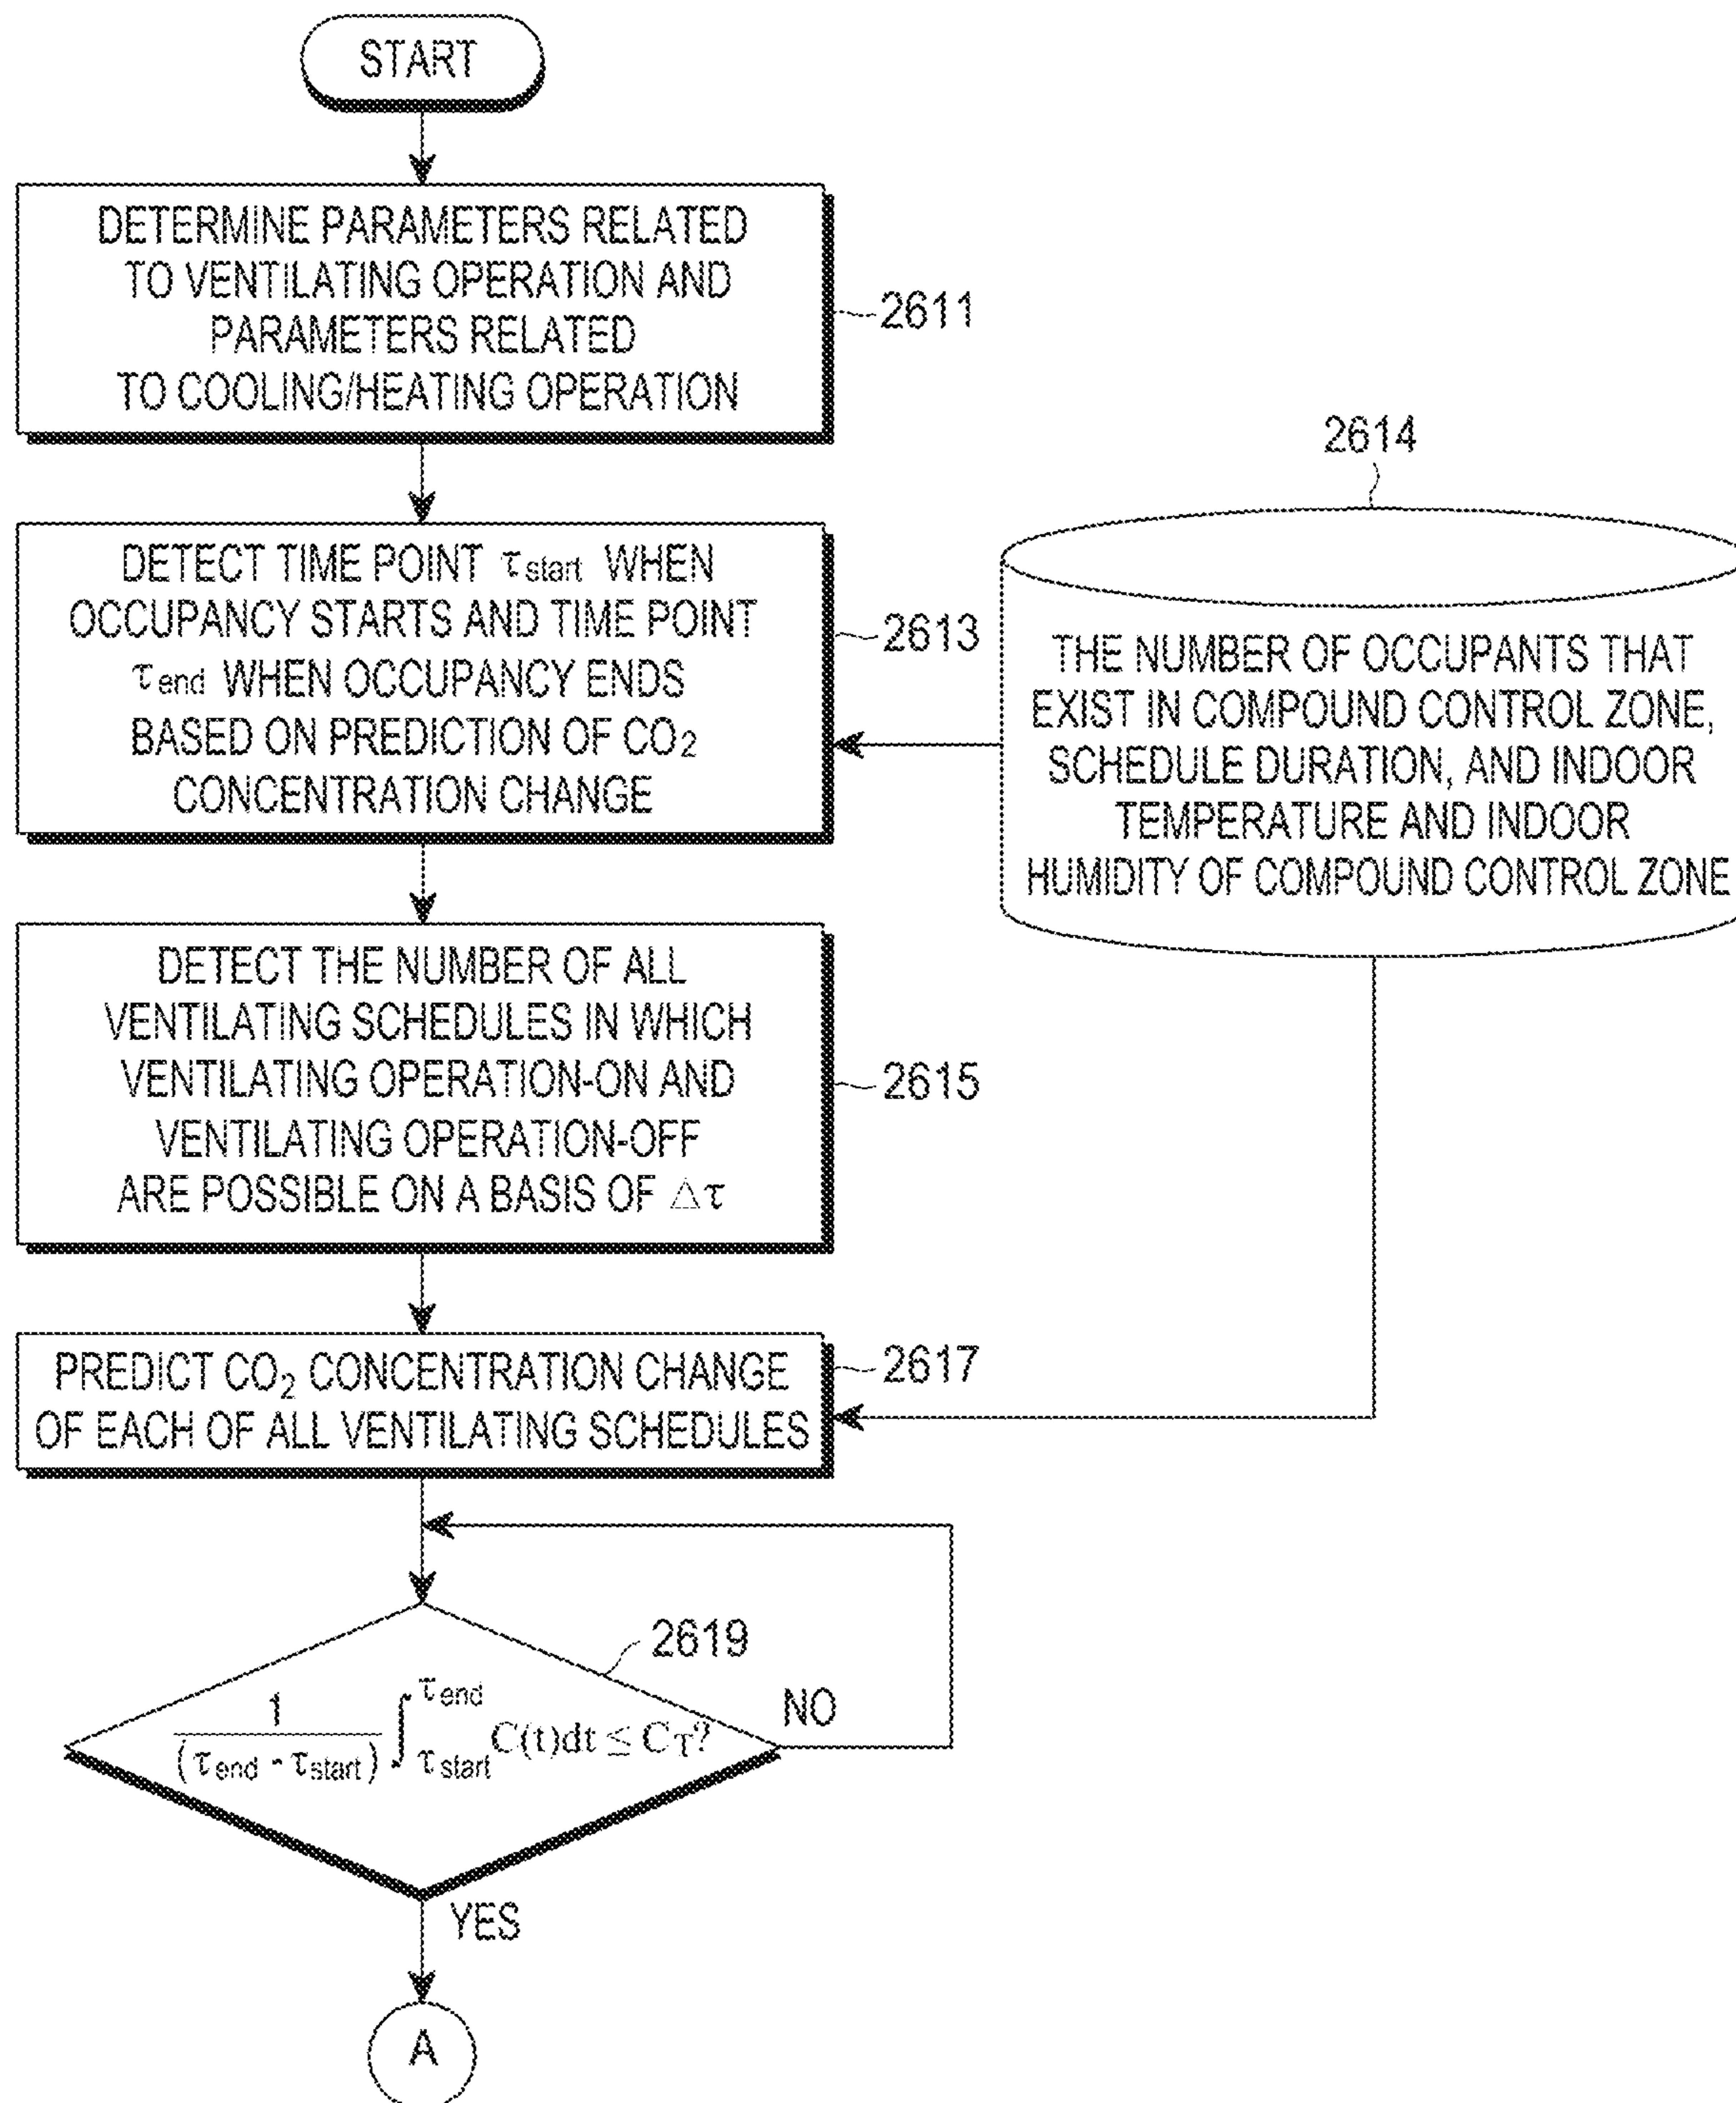 START
DETERMINE PARAMETERS RELATED
TO VENTILATING OPERATION AND
PARAMETERS RELATED
TO COOLING/HEATING OPERATION
2611
2614
DETECT TIME POINT τstart WHEN
OCCUPANCY STARTS AND TIME POINT
τend WHEN OCCUPANCY ENDS
BASED ON PREDICTION OF CO₂
CONCENTRATION CHANGE
2613
THE NUMBER OF OCCUPANTS THAT
EXIST IN COMPOUND CONTROL ZONE,
SCHEDULE DURATION, AND INDOOR
TEMPERATURE AND INDOOR
HUMIDITY OF COMPOUND CONTROL ZONE
DETECT THE NUMBER OF ALL
VENTILATING SCHEDULES IN WHICH
VENTILATING OPERATION-ON AND
VENTILATING OPERATION-OFF
ARE POSSIBLE ON A BASIS OF △τ
2615
PREDICT CO₂ CONCENTRATION CHANGE
OF EACH OF ALL VENTILATING SCHEDULES
2617
2619
1/(τend - τstart) ∫τstart τend C(t)dt ≤ CT?
NO
YES
A